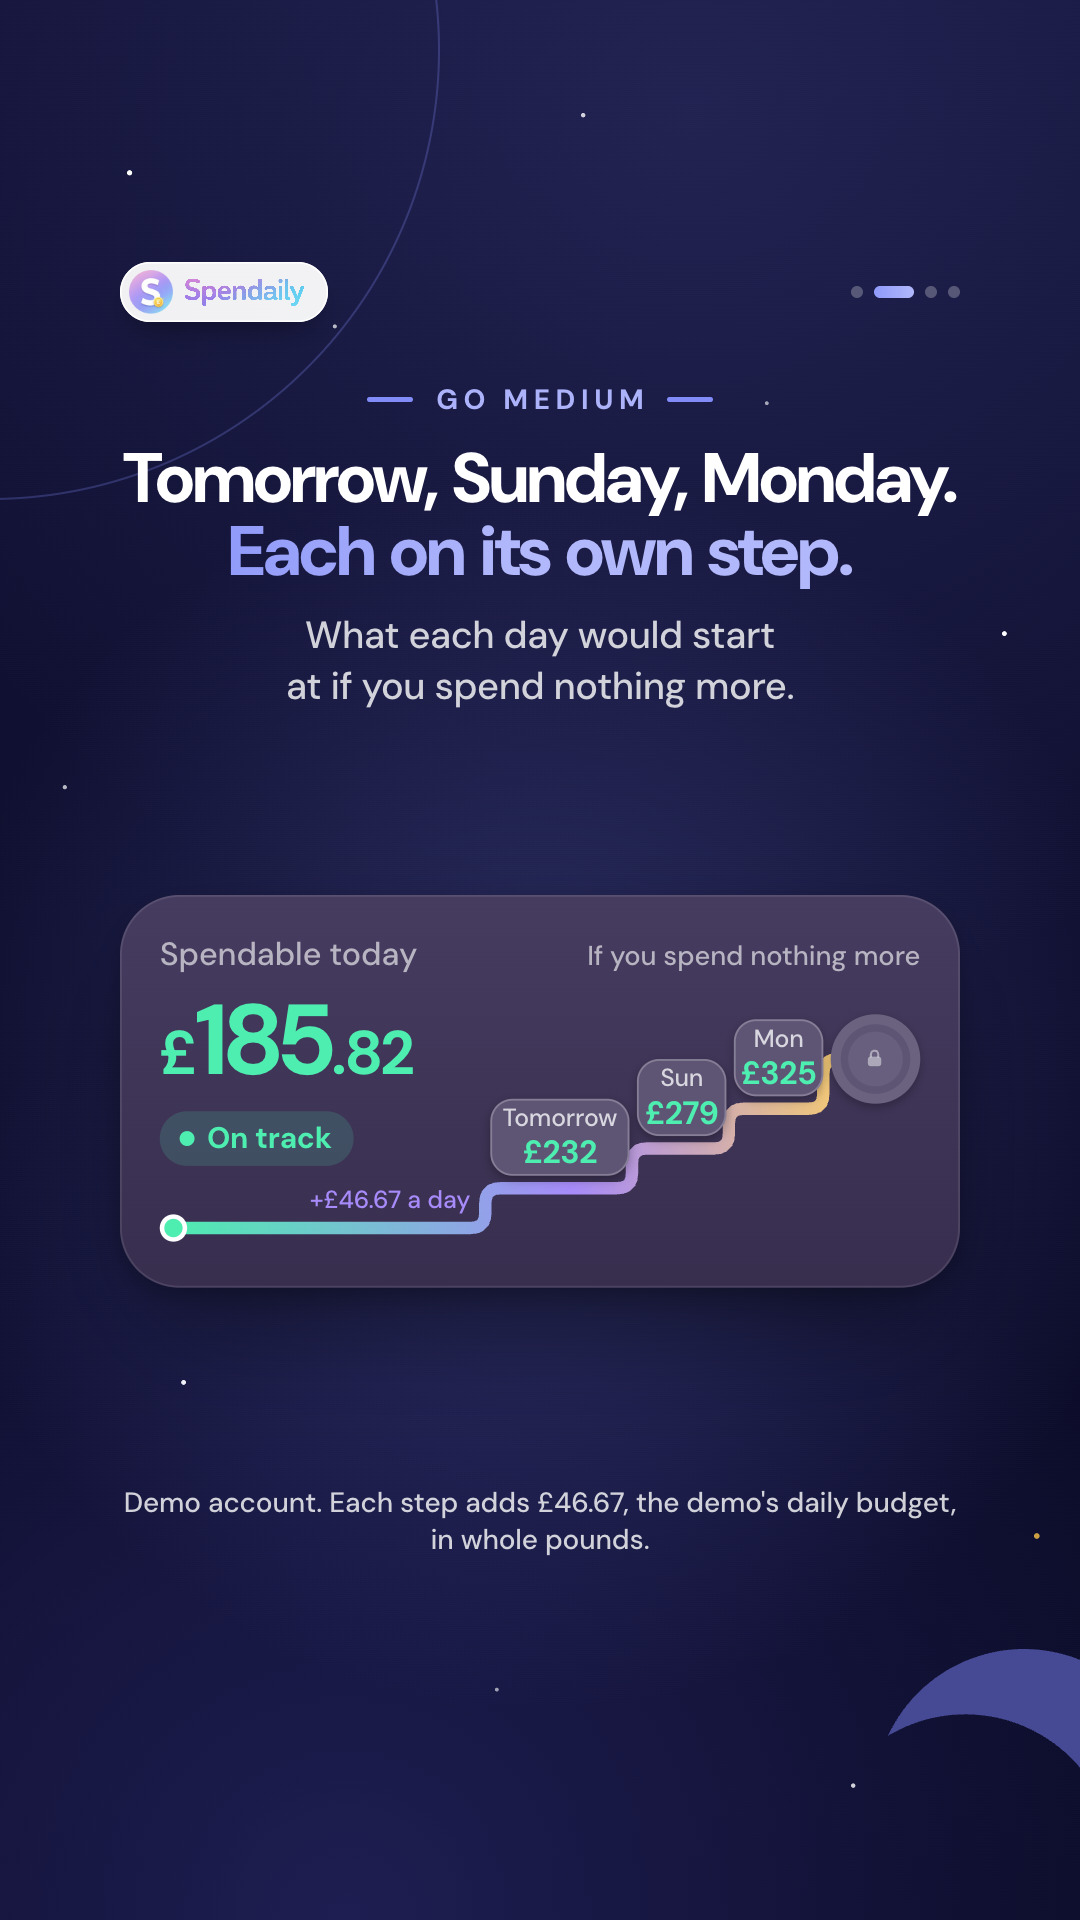 Spendaily
GO MEDIUM
Tomorrow, Sunday, Monday.
Each on its own step.
What each day would start
at if you spend nothing more.
Spendable today
If you spend nothing more
£185.82
On track
Mon
£325
Sun
£279
Tomorrow
£232
+£46.67 a day
Demo account. Each step adds £46.67, the demo's daily budget,
in whole pounds.